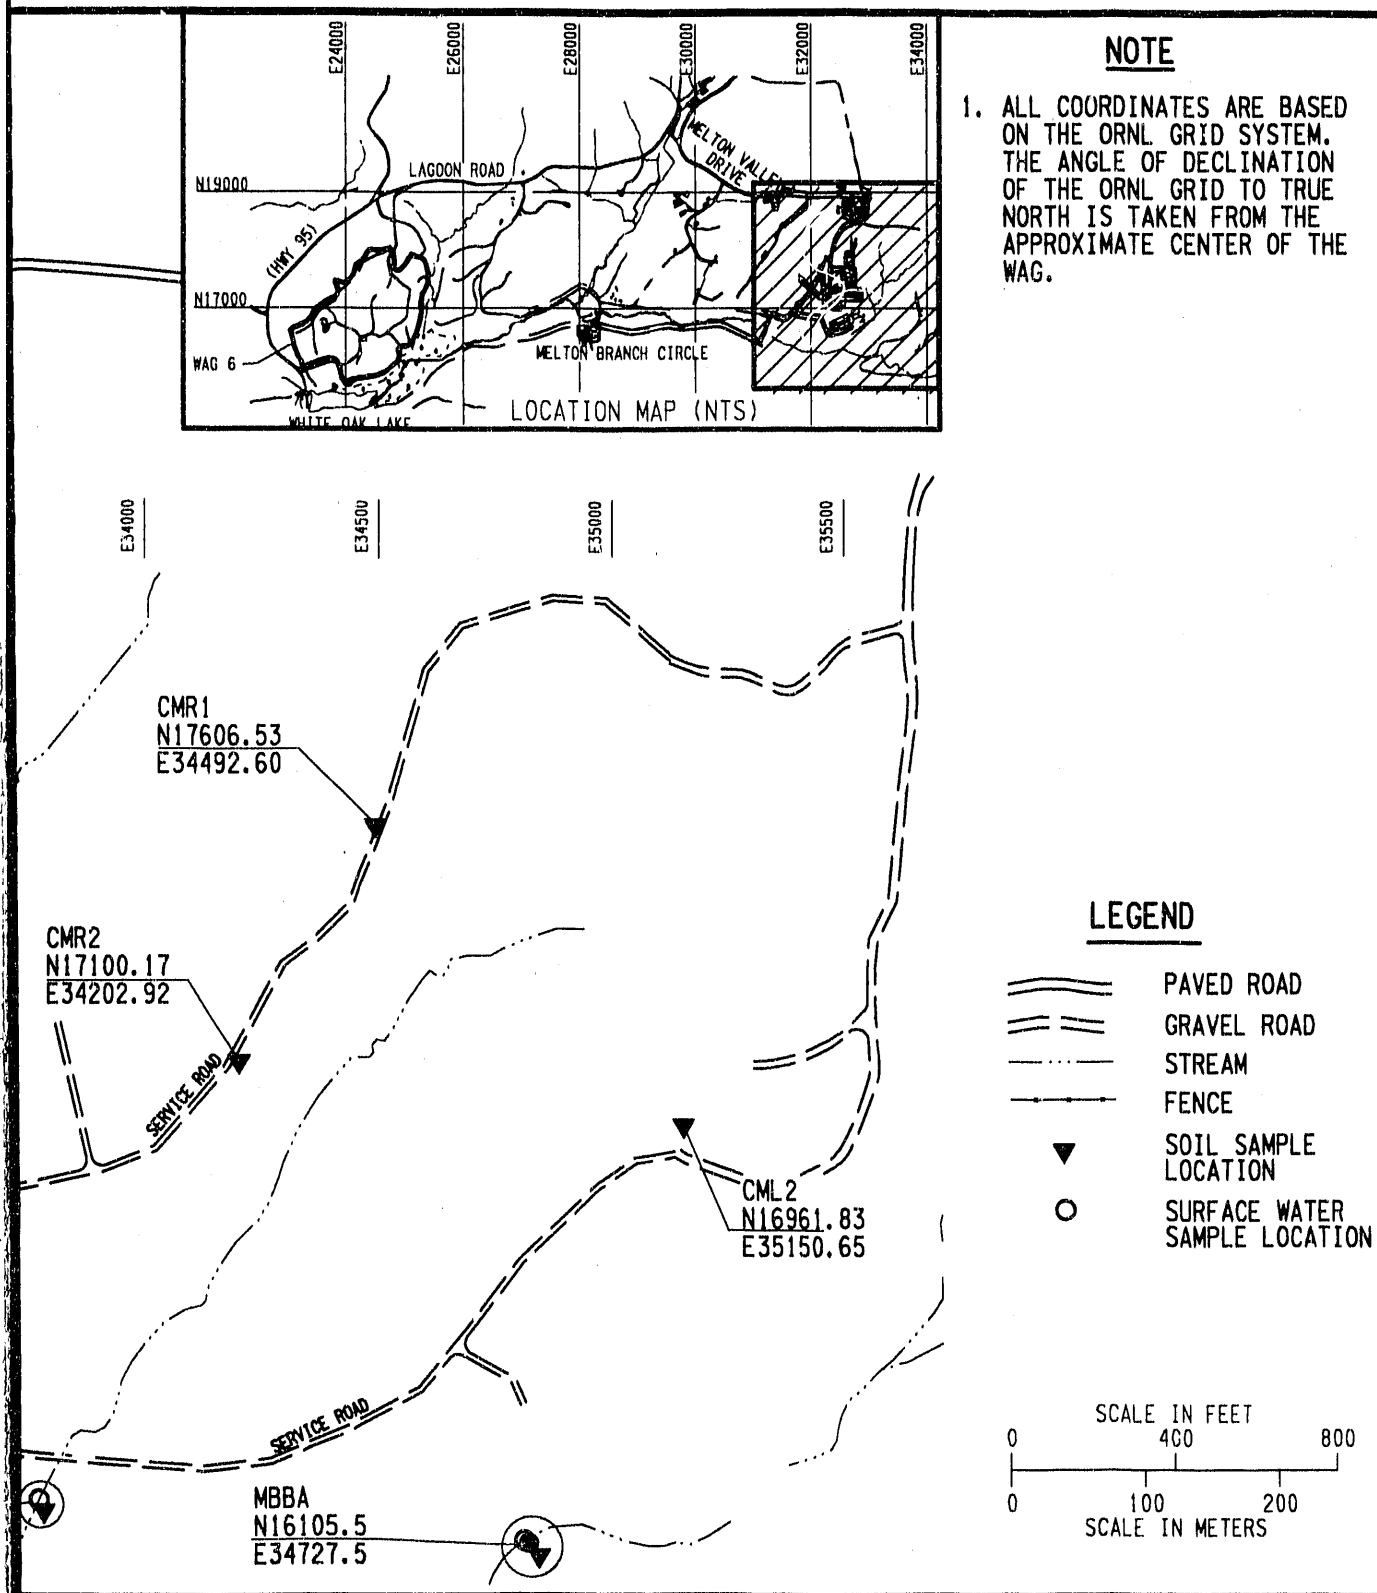 E24000
E26000
E28000
E30000
E32000
E34000
N19000
LAGOON ROAD
MELTON VALLEY
DRIVE
(HWY 95)
N17000
WAG 6
MELTON BRANCH CIRCLE
WHITE OAK LAKE
LOCATION MAP (NTS)
NOTE
1. ALL COORDINATES ARE BASED
ON THE ORNL GRID SYSTEM.
THE ANGLE OF DECLINATION
OF THE ORNL GRID TO TRUE
NORTH IS TAKEN FROM THE
APPROXIMATE CENTER OF THE
WAG.
E34000
E34500
E35000
E35500
CMR1
N17606.53
E34492.60
CMR2
N17100.17
E34202.92
SERVICE ROAD
CML2
N16961.83
E35150.65
SERVICE ROAD
MBBA
N16105.5
E34727.5
LEGEND
PAVED ROAD
GRAVEL ROAD
STREAM
FENCE
SOIL SAMPLE
LOCATION
SURFACE WATER
SAMPLE LOCATION
SCALE IN FEET
0 400 800
0 100 200
SCALE IN METERS